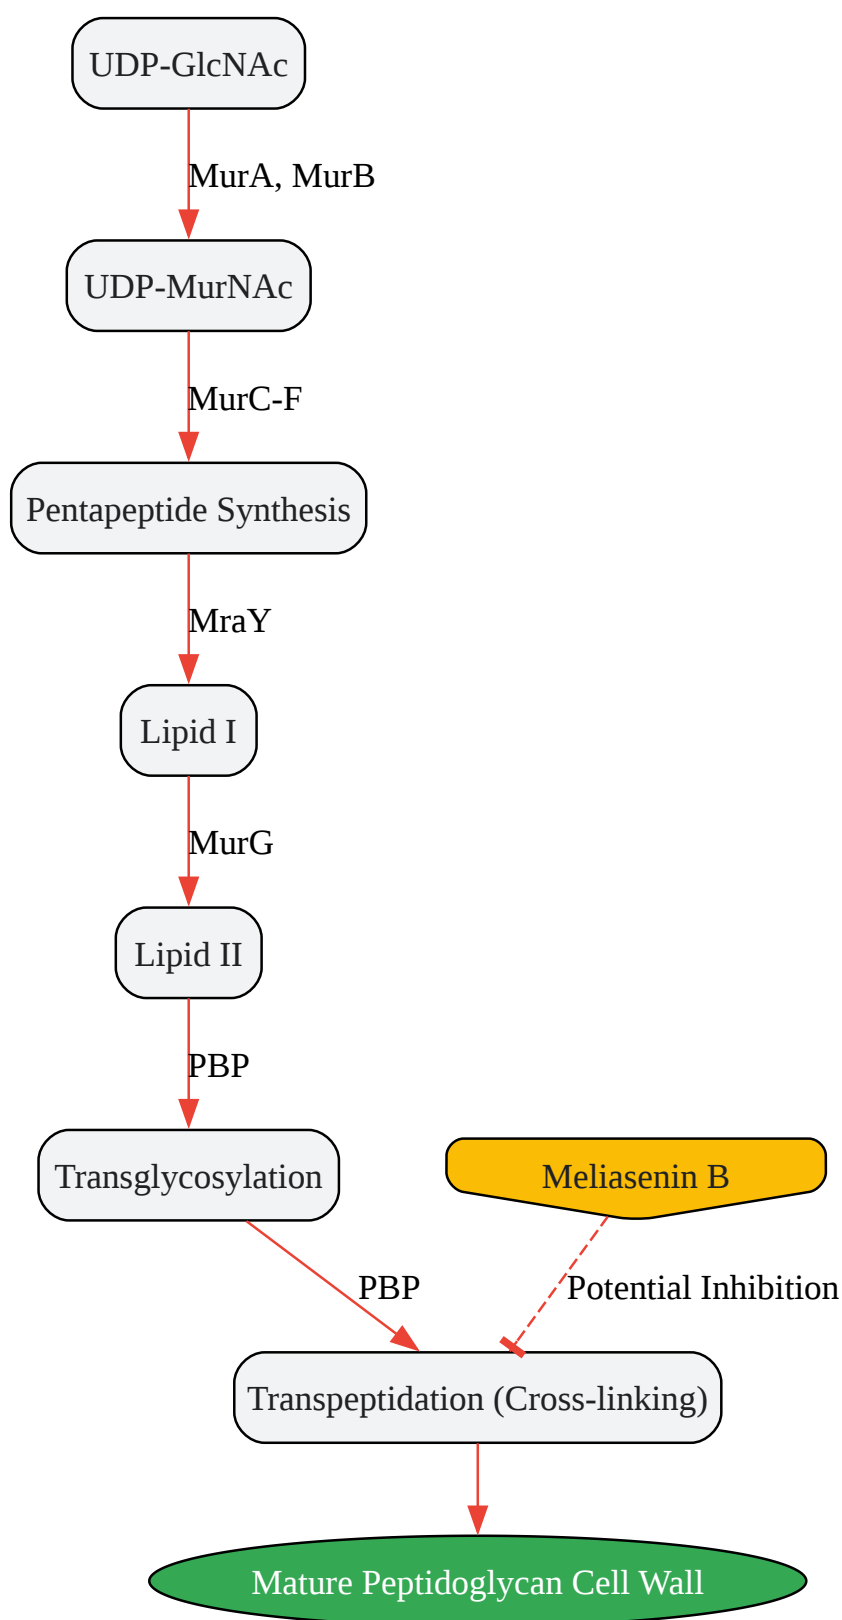 UDP-GlcNAc
MurA, MurB
UDP-MurNAc
MurC-F
Pentapeptide Synthesis
MraY
Lipid I
MurG
Lipid II
PBP
Transglycosylation
Meliasenin B
PBP
Potential Inhibition
Transpeptidation (Cross-linking)
Mature Peptidoglycan Cell Wall